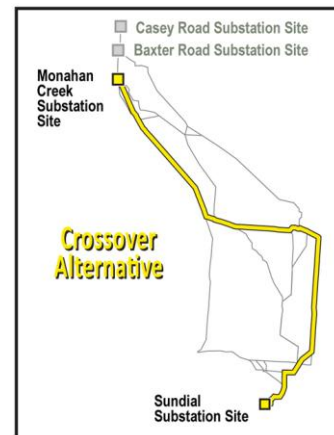 Casey Road Substation Site
Baxter Road Substation Site
Monahan
Creek
Substation
Site
Crossover
Alternative
Sundial
Substation Site